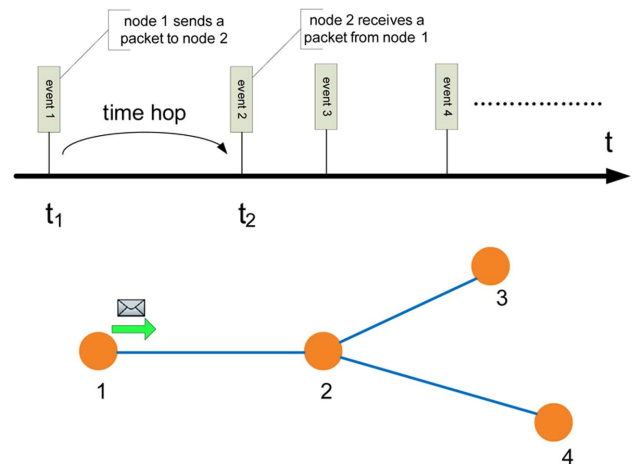 node 1 sends a
packet to node 2
node 2 receives a
packet from node 1
event 1
event 2
event 3
event 4
time hop
t
t1
t2
3
1
2
4